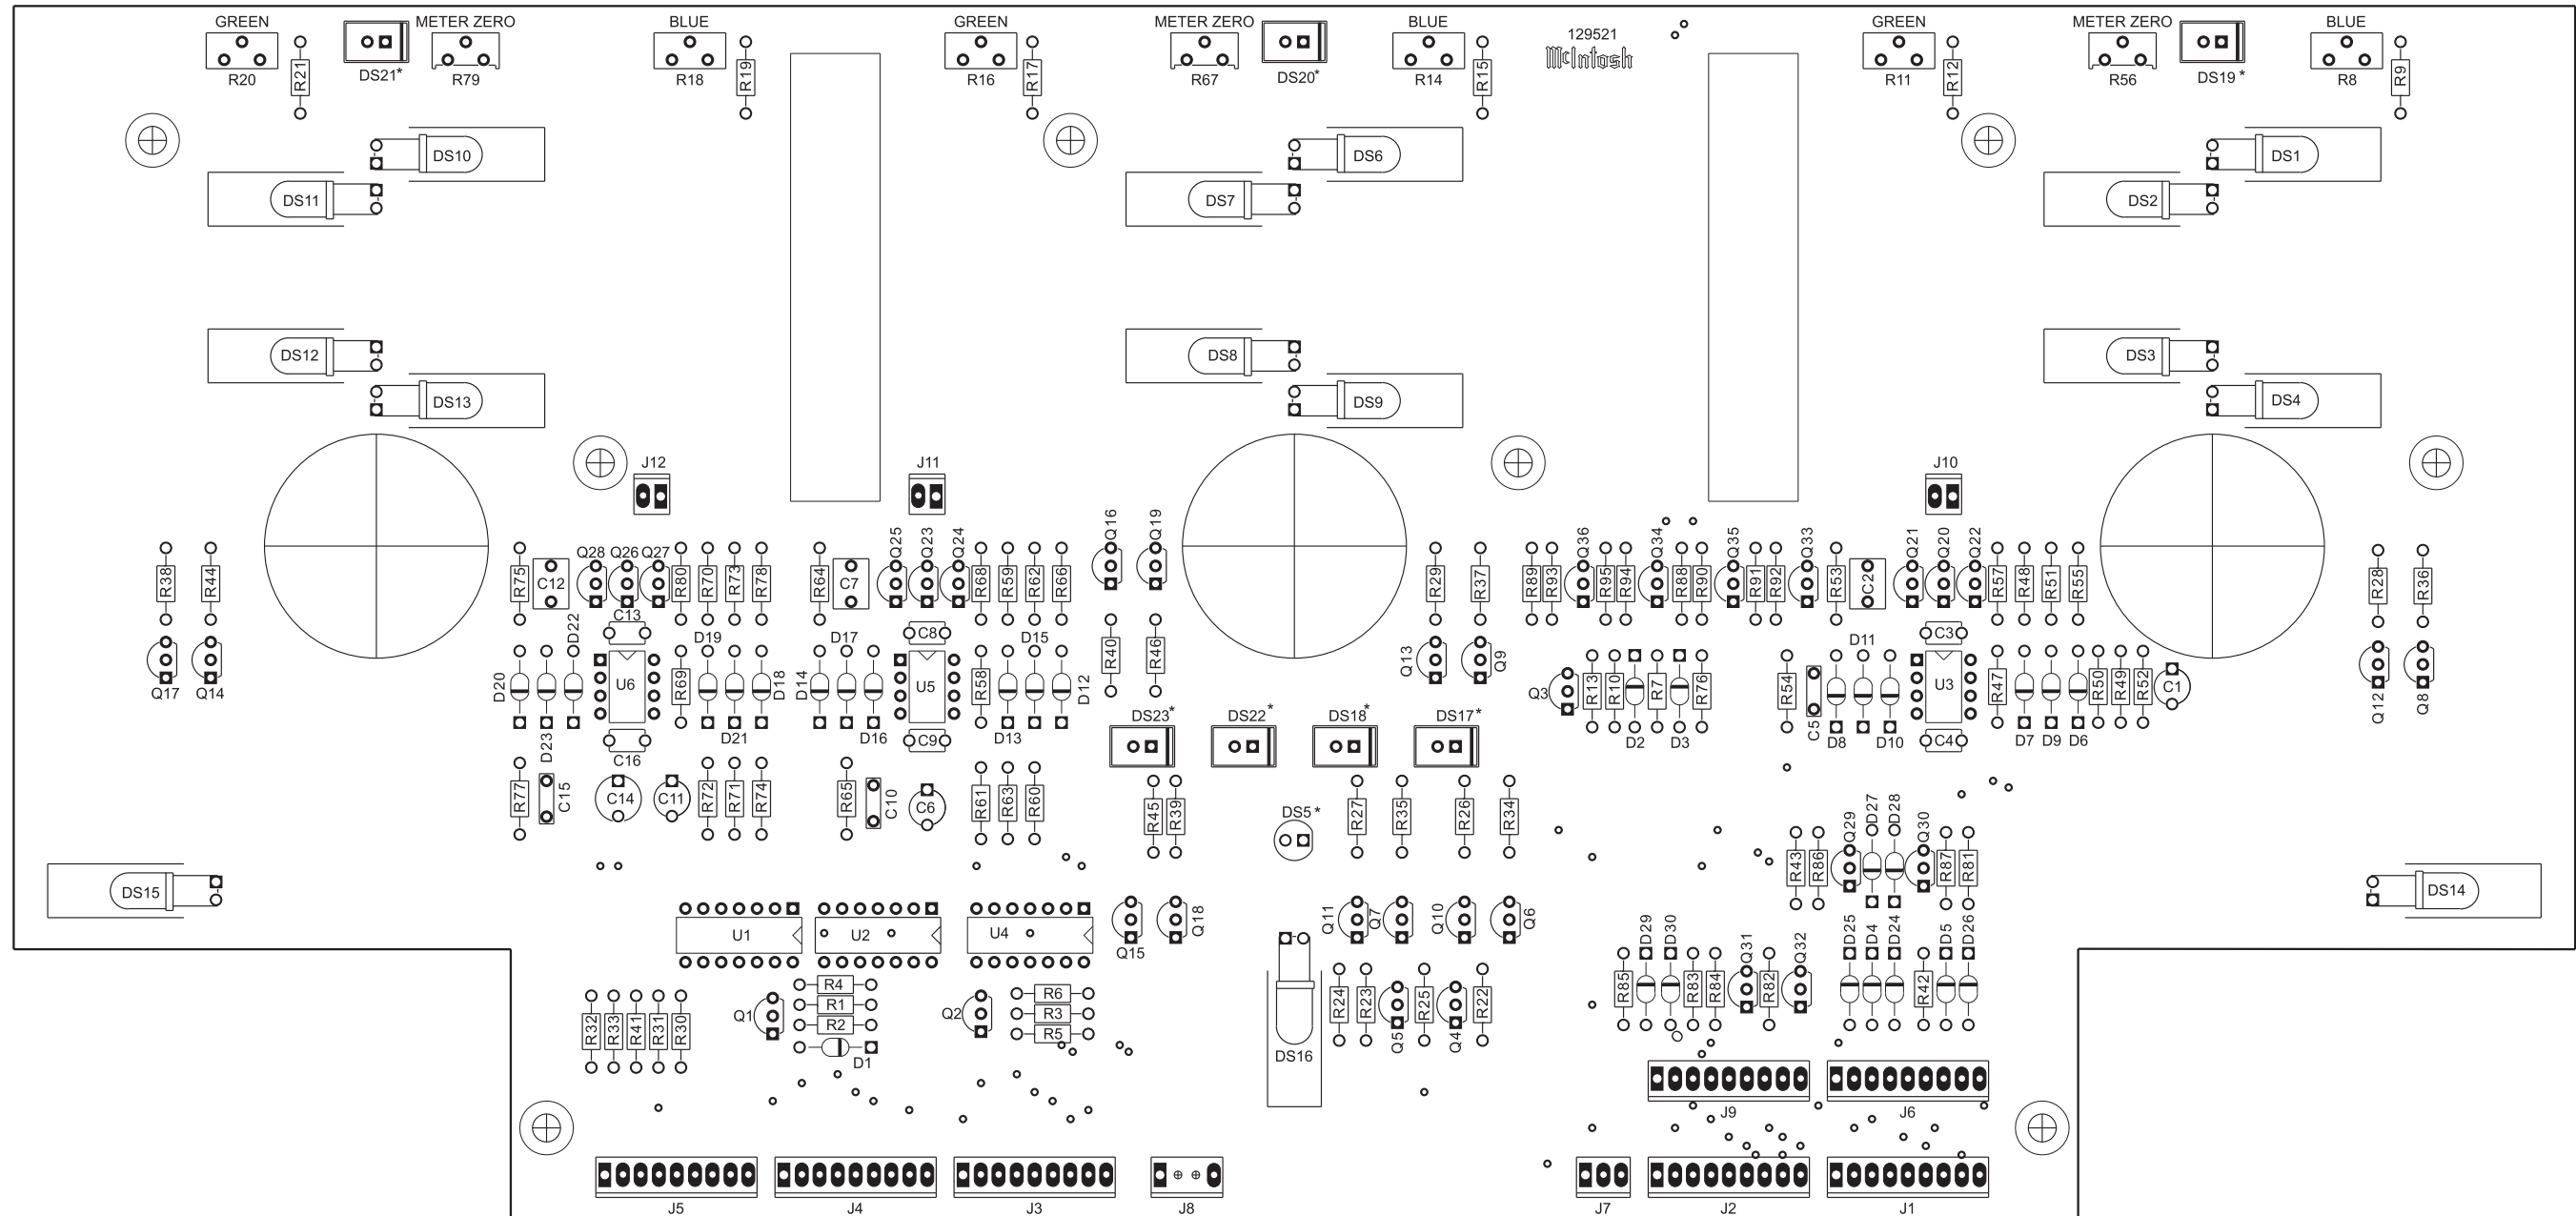 GREEN METER ZERO BLUE GREEN METER ZERO BLUE 129521 GREEN METER ZERO BLUE
McIntosh
R20 R21 DS21* R79 R18 R19 R16 R17 R67 DS20* R14 R15 R11 R12 R56 DS19* R8 R9
DS10 DS6 DS1
DS11 DS7 DS2
DS12 DS8 DS3
DS13 DS9 DS4
J12 J11 J10
Q16 Q19
Q28 Q26 Q27 Q25 Q23 Q24 Q36 Q34 Q35 Q33 Q21 Q20 Q22
R38 R44 R75 C12 R80 R70 R73 R78 R64 C7 R68 R59 R62 R66 R29 R37 R89 R93 R95 R94 R88 R90 R91 R92 R53 C2 R57 R48 R51 R55 R28 R36
C13 D22 D19 D17 C8 D15 D11 C3
R40 R46 Q13 Q9
Q17 Q14 D20 U6 R69 D18 D14 U5 R58 D12 Q3 R13 R10 R7 R76 R54 U3 R47 R50 R49 R52 C1 Q12 Q8
DS23* DS22* DS18* DS17*
D23 D21 D16 C9 D13 D2 D3 C5 D8 D10 C4 D7 D9 D6
C16
R77 C15 C14 C11 R72 R71 R74 R65 C10 C6 R61 R63 R60 R45 R39 DS5* R27 R35 R26 R34
Q29 D27 D28 Q30
R43 R86 R87 R81
DS15 DS14
U1 U2 U4 Q15 Q18 Q11 Q7 Q10 Q6
D29 D30 Q31 Q32 D25 D4 D24 D5 D26
R85 R83 R84 R82 R42
R4 R6
R1 R3
R2 R5
Q1 Q2 R24 R23 Q5 R25 Q4 R22
R32 R33 R41 R31 R30
D1 DS16
J9 J6
J5 J4 J3 J8 J7 J2 J1